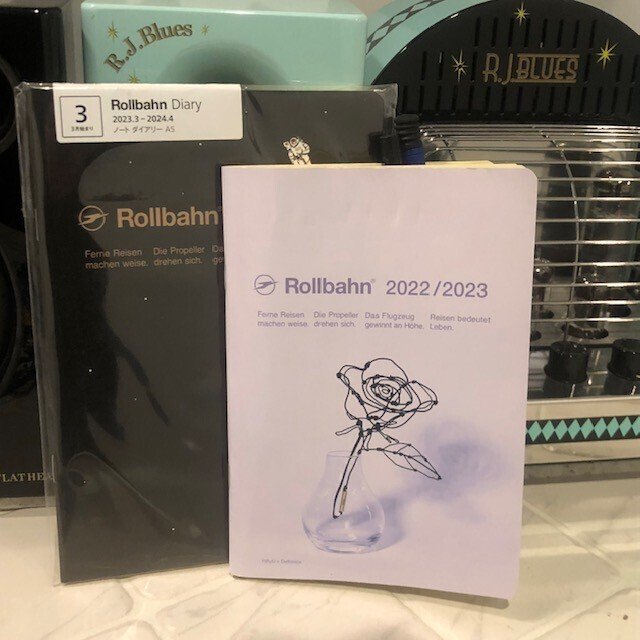 R.J.Blues
R.J.BLUES
3
3月始まり
Rollbahn Diary
2023.3–2024.4
ノート ダイアリー A5
Rollbahn
Ferne Reisen Die Propeller
machen weise. drehen sich.
Rollbahn® 2022/2023
Ferne Reisen Die Propeller Das Flugzeug Reisen bedeutet
machen weise. drehen sich. gewinnt an Höhe. Leben.
LATHEA